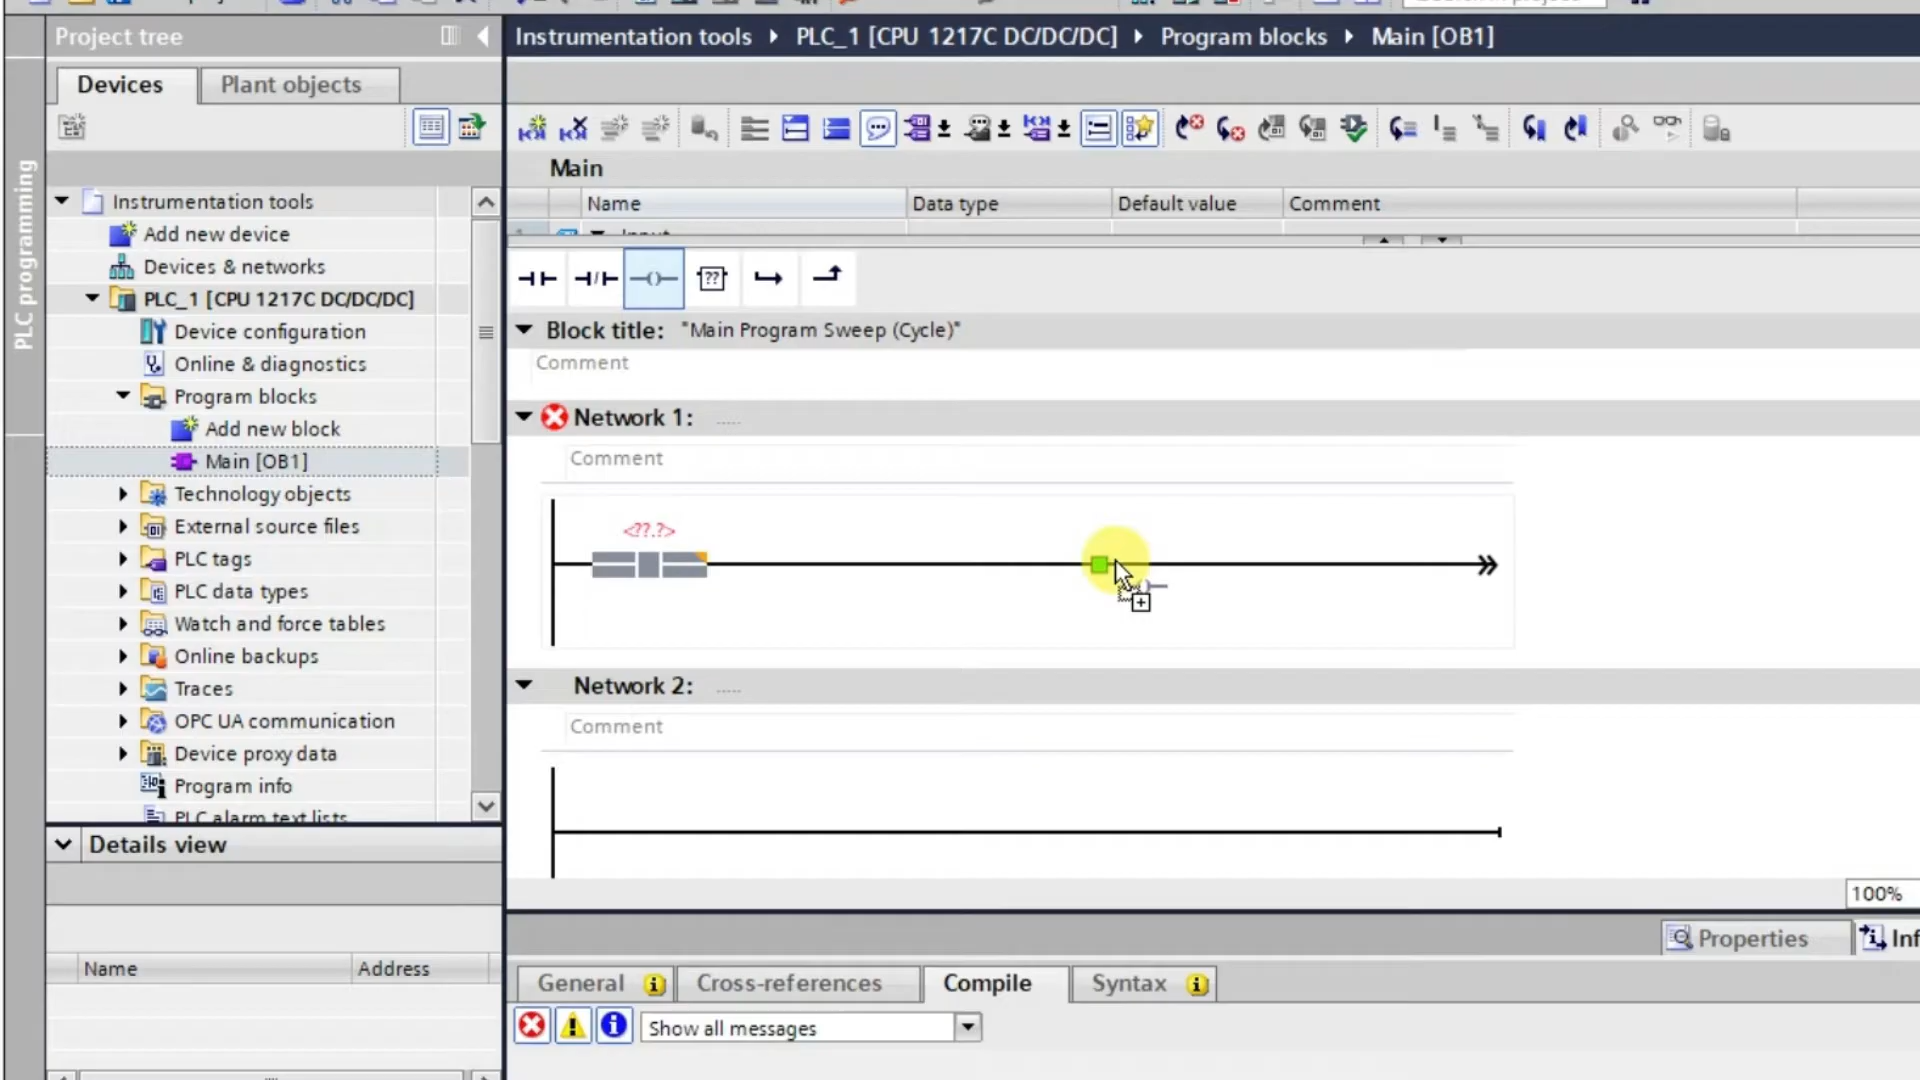 Project tree
Instrumentation tools ▸ PLC_1 [CPU 1217C DC/DC/DC] ▸ Program blocks ▸ Main [OB1]
Devices
Plant objects
PLC programming
Main
Name Data type Default value Comment
Instrumentation tools
Add new device
Devices & networks
PLC_1 [CPU 1217C DC/DC/DC]
Device configuration
Online & diagnostics
Program blocks
Add new block
Main [OB1]
Technology objects
External source files
PLC tags
PLC data types
Watch and force tables
Online backups
Traces
OPC UA communication
Device proxy data
Program info
PLC alarm text lists
Block title: "Main Program Sweep (Cycle)"
Comment
Network 1: .....
Comment
<??.?>
Network 2: .....
Comment
100%
Details view
Name Address
Properties
Inf
General
Cross-references
Compile
Syntax
Show all messages